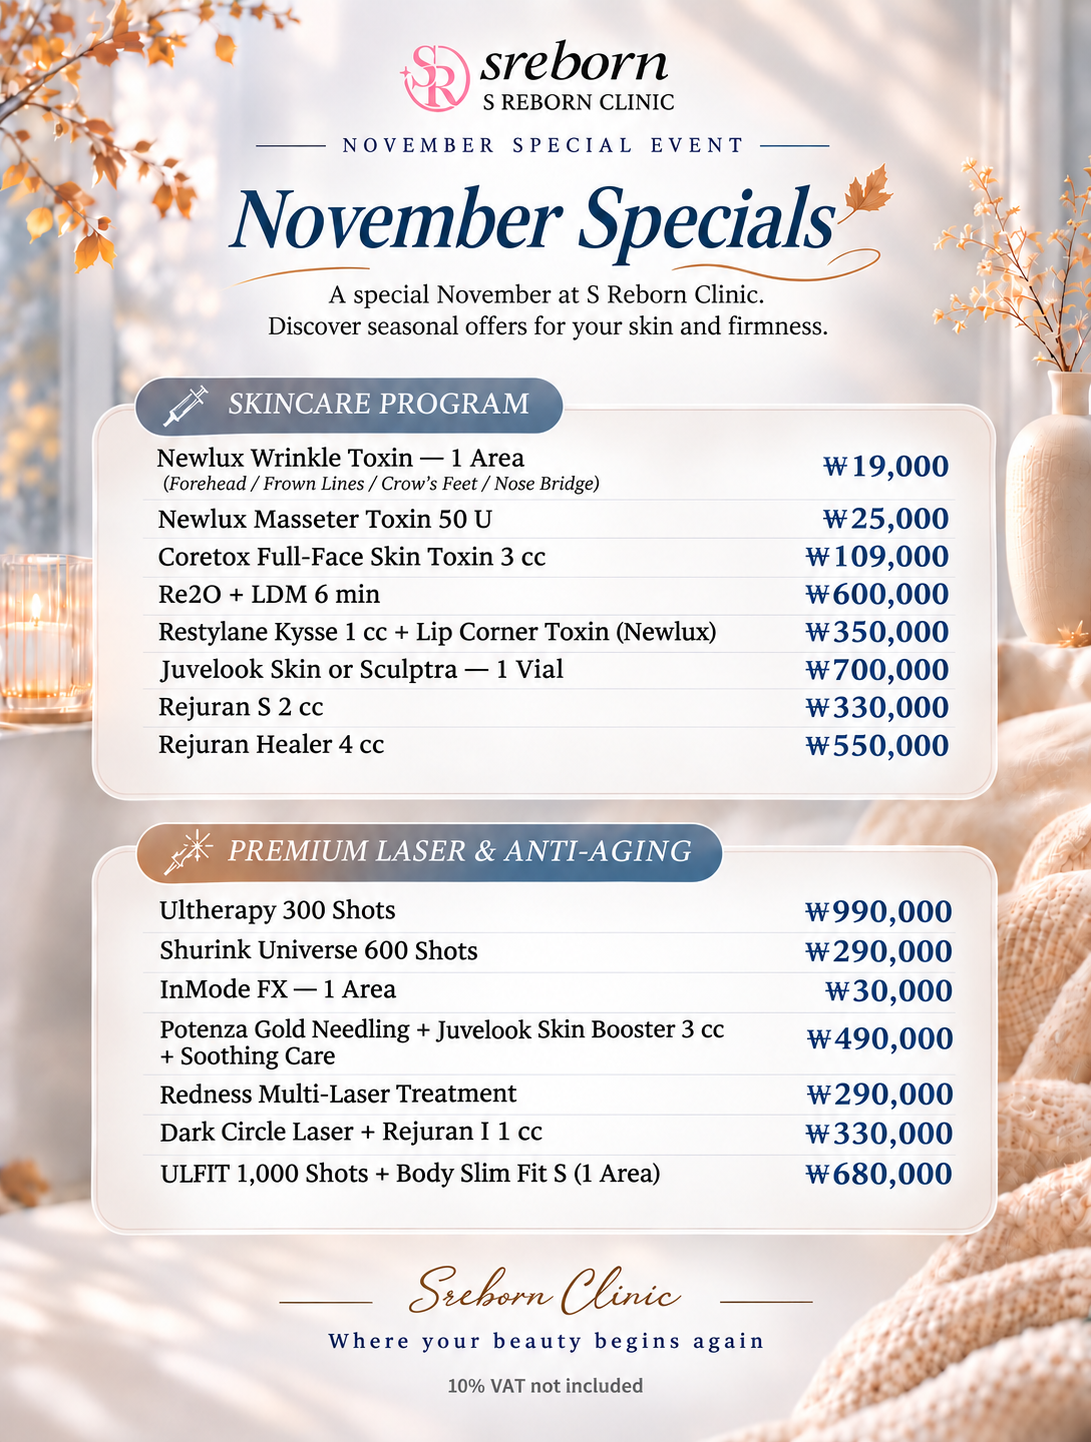 SR
sreborn
S REBORN CLINIC
NOVEMBER SPECIAL EVENT
November Specials
A special November at S Reborn Clinic.
Discover seasonal offers for your skin and firmness.
SKINCARE PROGRAM
Newlux Wrinkle Toxin — 1 Area ₩19,000
(Forehead / Frown Lines / Crow's Feet / Nose Bridge)
Newlux Masseter Toxin 50 U ₩25,000
Coretox Full-Face Skin Toxin 3 cc ₩109,000
Re2O + LDM 6 min ₩600,000
Restylane Kysse 1 cc + Lip Corner Toxin (Newlux) ₩350,000
Juvelook Skin or Sculptra — 1 Vial ₩700,000
Rejuran S 2 cc ₩330,000
Rejuran Healer 4 cc ₩550,000
PREMIUM LASER & ANTI-AGING
Ultherapy 300 Shots ₩990,000
Shurink Universe 600 Shots ₩290,000
InMode FX — 1 Area ₩30,000
Potenza Gold Needling + Juvelook Skin Booster 3 cc ₩490,000
+ Soothing Care
Redness Multi-Laser Treatment ₩290,000
Dark Circle Laser + Rejuran I 1 cc ₩330,000
ULFIT 1,000 Shots + Body Slim Fit S (1 Area) ₩680,000
Sreborn Clinic
Where your beauty begins again
10% VAT not included